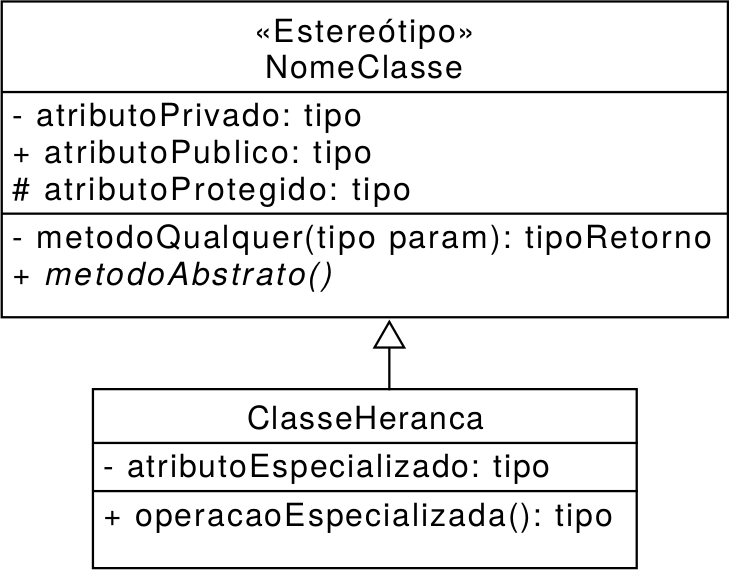 «Estereótipo»
NomeClasse
- atributoPrivado: tipo
+ atributoPublico: tipo
# atributoProtegido: tipo
- metodoQualquer(tipo param): tipoRetorno
+ metodoAbstrato()
ClasseHeranca
- atributoEspecializado: tipo
+ operacaoEspecializada(): tipo